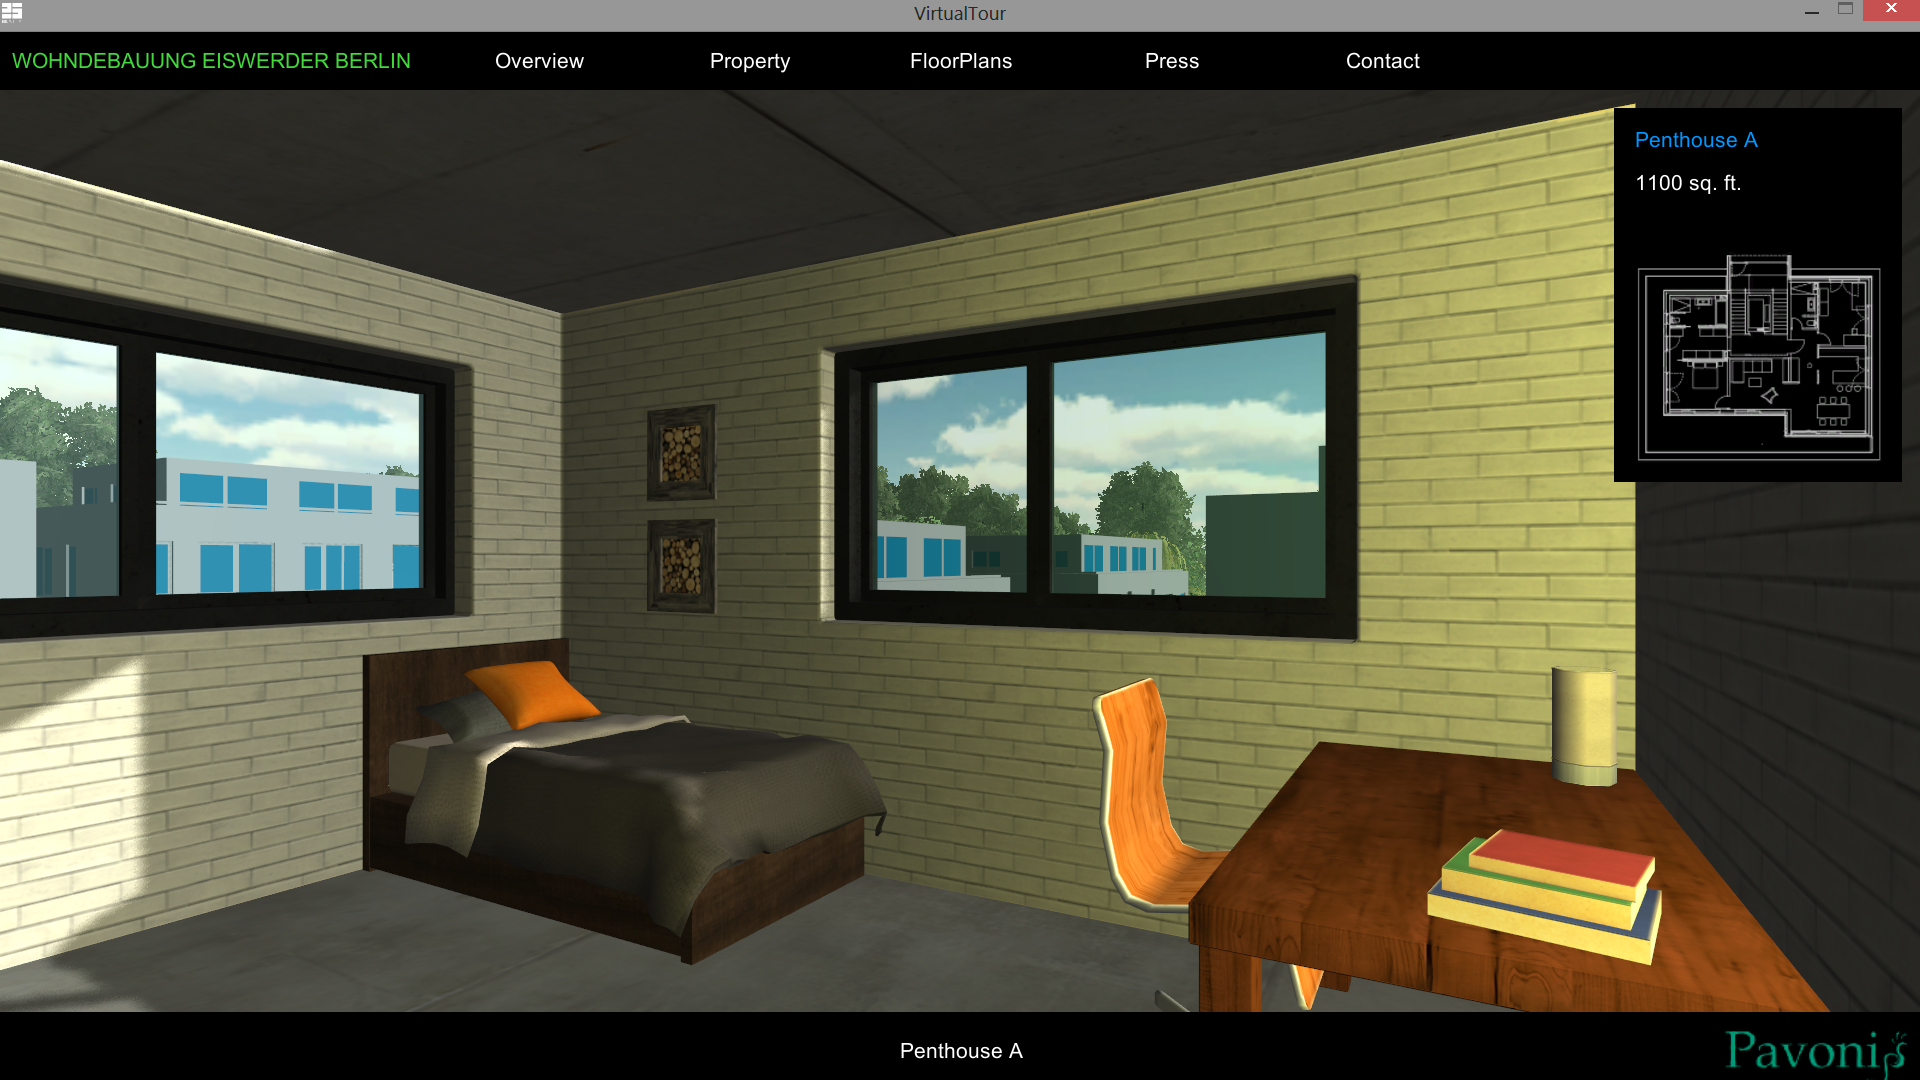 VirtualTour
WOHNDEBAUUNG EISWERDER BERLIN Overview Property FloorPlans Press Contact
Penthouse A
1100 sq. ft.
Penthouse A
Pavonis